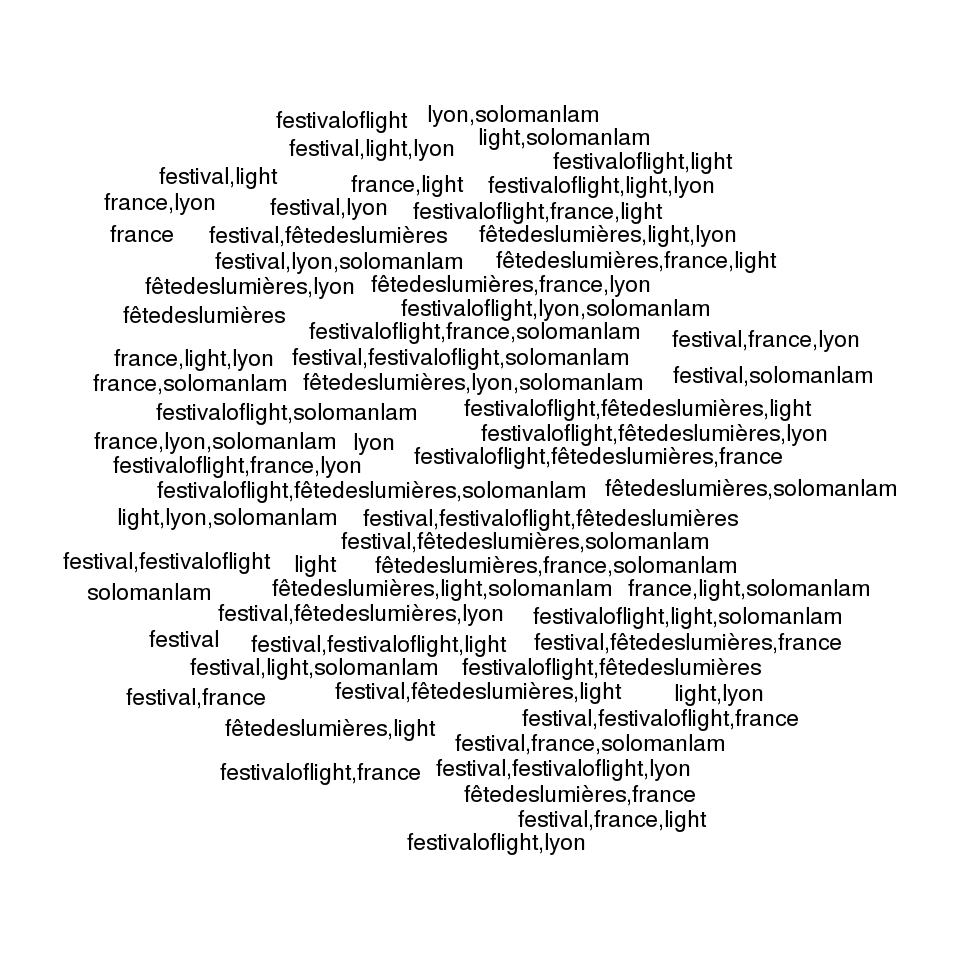 lyon,solomanlam
festivaloflight
light,solomanlam
festival,light,lyon
festivaloflight,light
festival,light
france,light
festivaloflight,light,lyon
france,lyon
festival,lyon
festivaloflight,france,light
france
festival,fêtedeslumières
fêtedeslumières,light,lyon
festival,lyon,solomanlam
fêtedeslumières,france,light
fêtedeslumières,lyon
fêtedeslumières,france,lyon
festivaloflight,lyon,solomanlam
fêtedeslumières
festivaloflight,france,solomanlam
festival,france,lyon
france,light,lyon
festival,festivaloflight,solomanlam
festival,solomanlam
france,solomanlam
fêtedeslumières,lyon,solomanlam
festivaloflight,solomanlam
festivaloflight,fêtedeslumières,light
festivaloflight,fêtedeslumières,lyon
france,lyon,solomanlam
lyon
festivaloflight,fêtedeslumières,france
festivaloflight,france,lyon
festivaloflight,fêtedeslumières,solomanlam
fêtedeslumières,solomanlam
light,lyon,solomanlam
festival,festivaloflight,fêtedeslumières
festival,fêtedeslumières,solomanlam
festival,festivaloflight
light
fêtedeslumières,france,solomanlam
solomanlam
fêtedeslumières,light,solomanlam
france,light,solomanlam
festival,fêtedeslumières,lyon
festivaloflight,light,solomanlam
festival
festival,festivaloflight,light
festival,fêtedeslumières,france
festival,light,solomanlam
festivaloflight,fêtedeslumières
festival,france
festival,fêtedeslumières,light
light,lyon
festival,festivaloflight,france
fêtedeslumières,light
festival,france,solomanlam
festivaloflight,france
festival,festivaloflight,lyon
fêtedeslumières,france
festival,france,light
festivaloflight,lyon